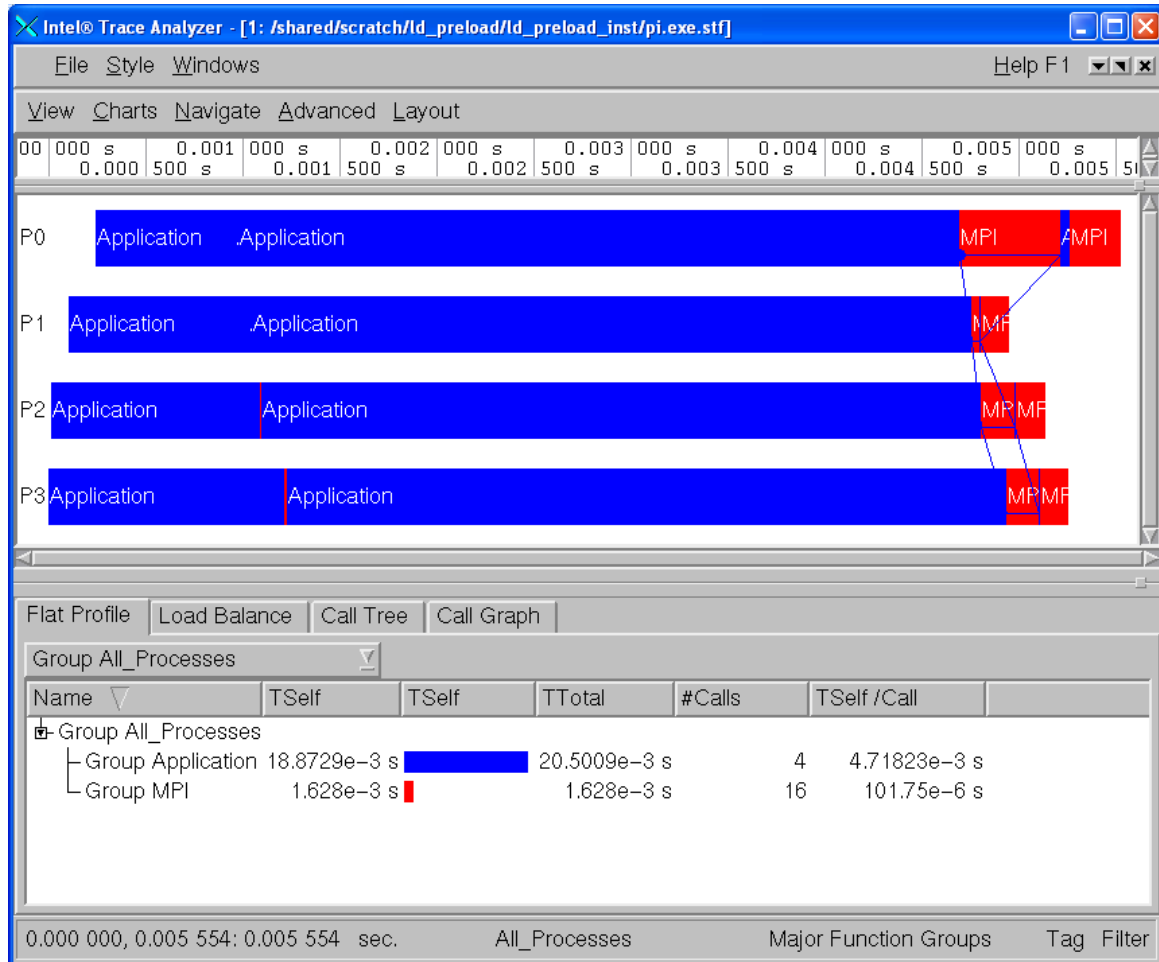 Intel® Trace Analyzer - [1: /shared/scratch/ld_preload/ld_preload_inst/pi.exe.stf]
File Style Windows Help F1
View Charts Navigate Advanced Layout
00 000 s 0.001 000 s 0.002 000 s 0.003 000 s 0.004 000 s 0.005 000 s
0.000 500 s 0.001 500 s 0.002 500 s 0.003 500 s 0.004 500 s 0.005 5
P0 Application .Application MPI A MPI
P1 Application .Application M MF
P2 Application Application MP MF
P3 Application Application MP MF
Flat Profile Load Balance Call Tree Call Graph
Group All_Processes
Name TSelf TSelf TTotal #Calls TSelf /Call
Group All_Processes
Group Application 18.8729e-3 s 20.5009e-3 s 4 4.71823e-3 s
Group MPI 1.628e-3 s 1.628e-3 s 16 101.75e-6 s
0.000 000, 0.005 554: 0.005 554 sec. All_Processes Major Function Groups Tag Filter